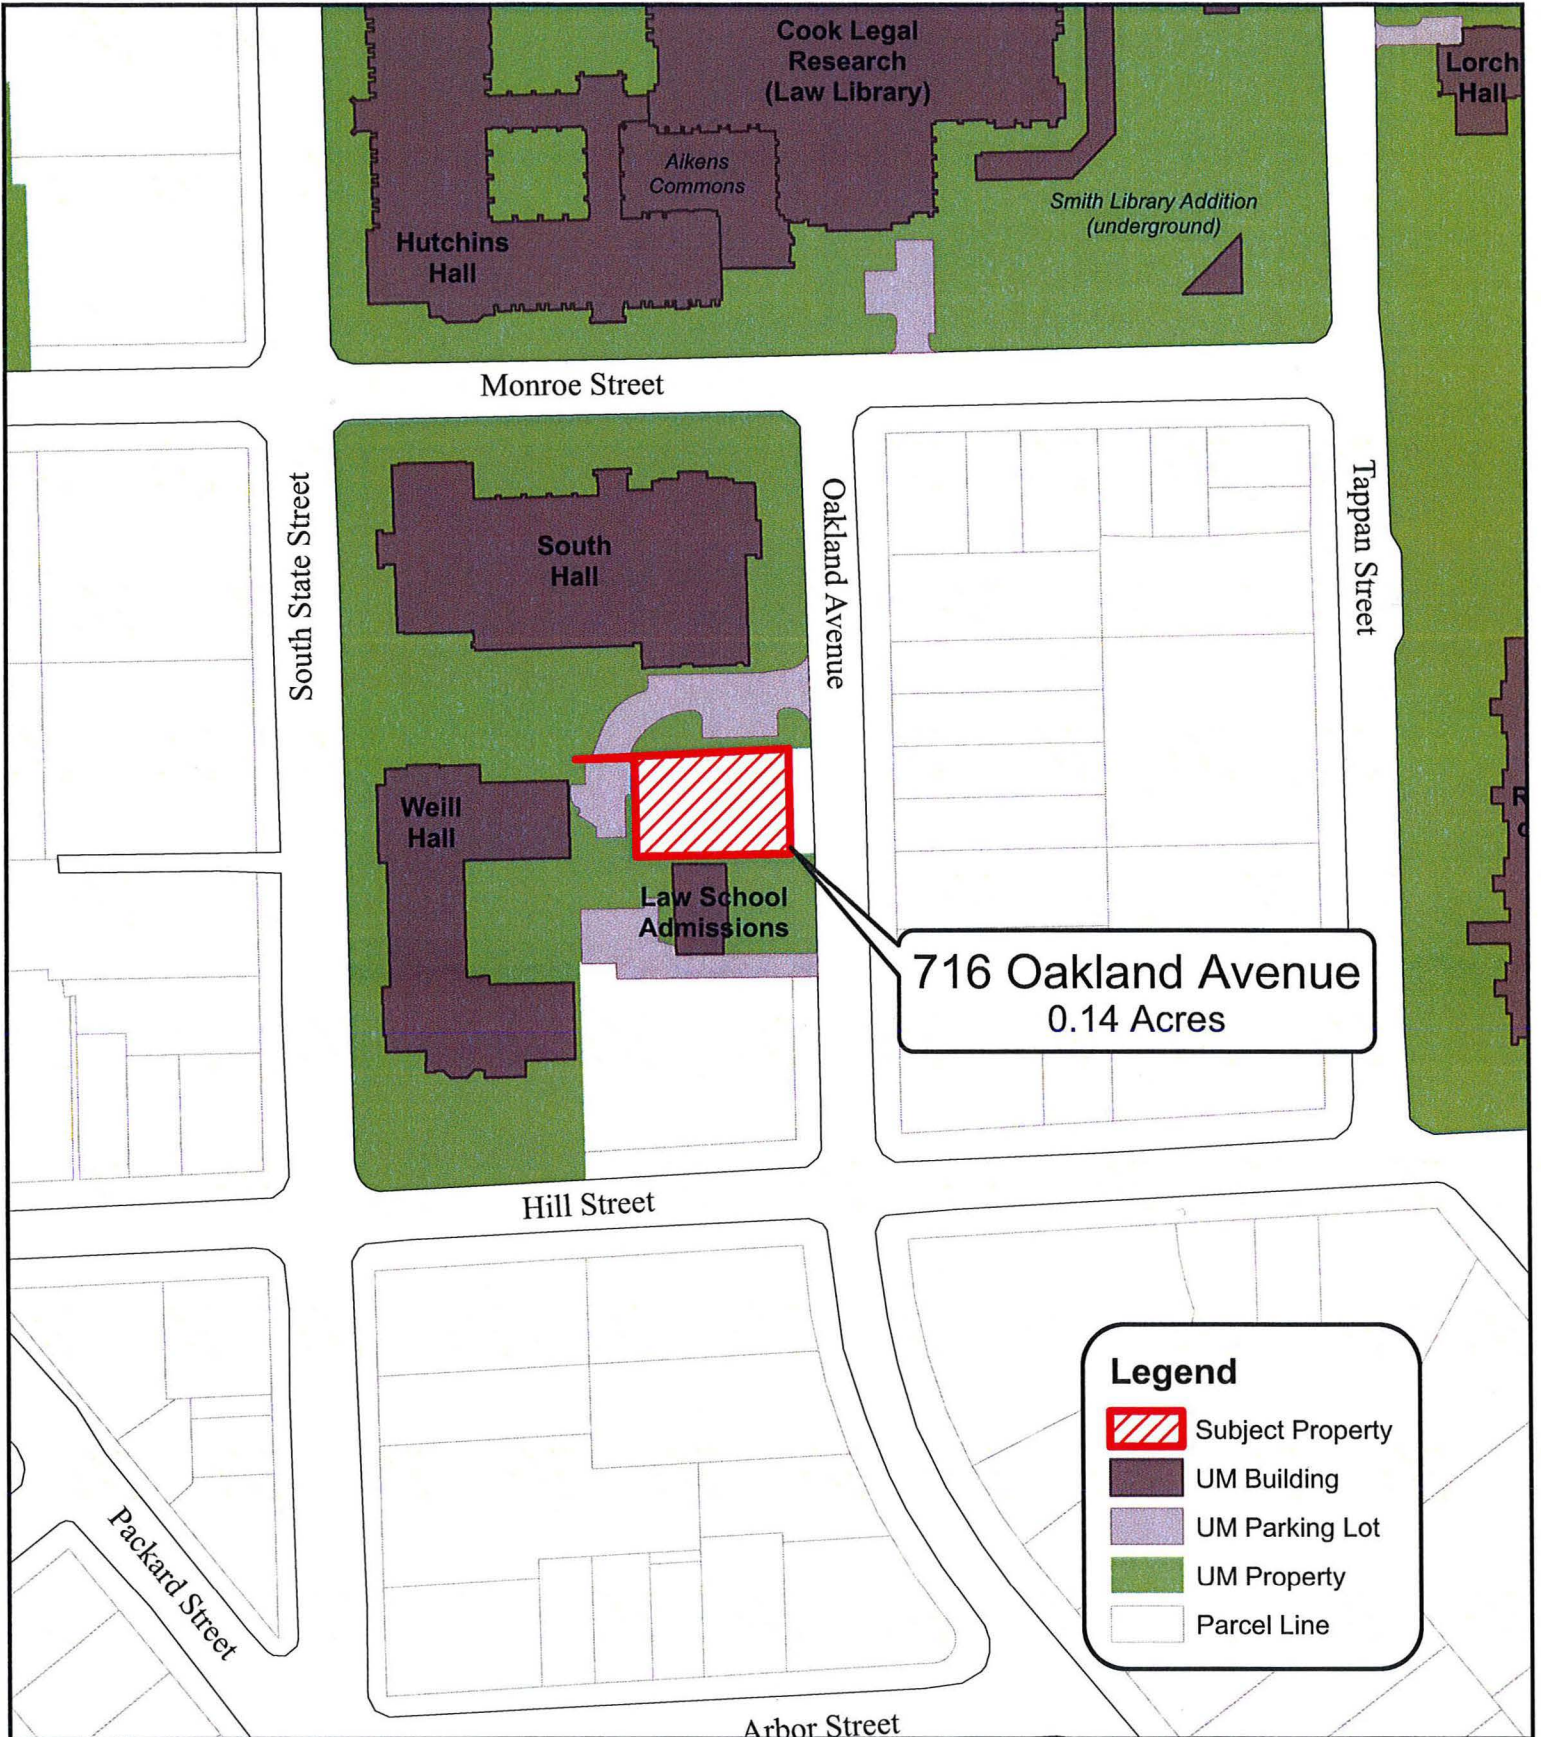 Cook Legal
Research
(Law Library)
Lorch
Hall
Aikens
Commons
Smith Library Addition
(underground)
Hutchins
Hall
Monroe Street
South State Street
South
Hall
Oakland Avenue
Tappan Street
Weill
Hall
Law School
Admissions
716 Oakland Avenue
0.14 Acres
Hill Street
Packard Street
Arbor Street
Legend
Subject Property
UM Building
UM Parking Lot
UM Property
Parcel Line